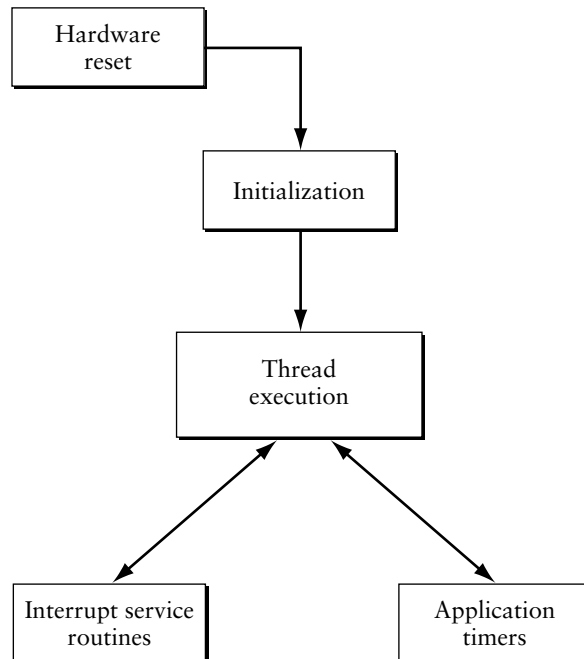 Hardware
reset
Initialization
Thread
execution
Interrupt service
routines
Application
timers